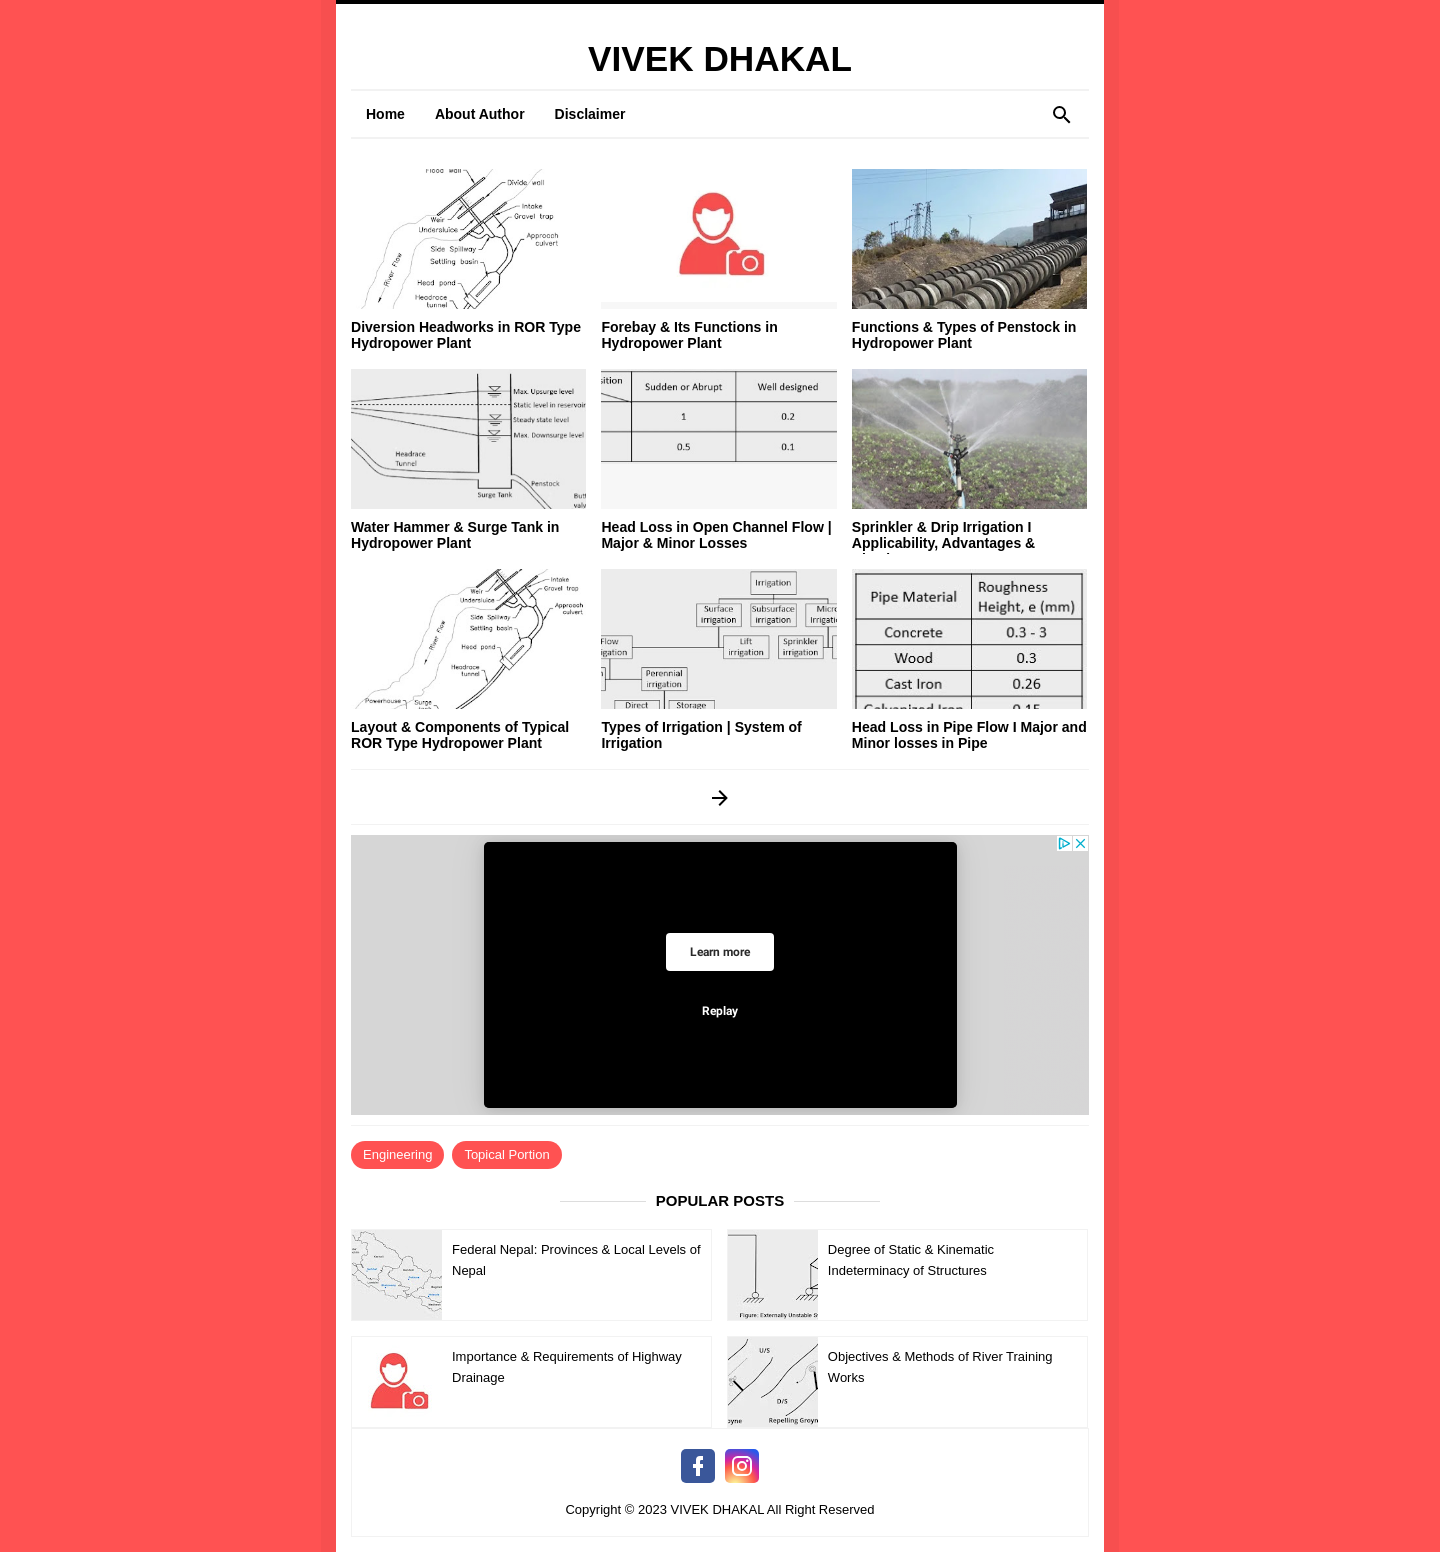 VIVEK DHAKAL
Home About Author Disclaimer
Divide wall
Intake
Gravel trap
Weir
Undersluice
Approach
culvert
Side Spillway
Settling basin
River Flow
Head pond
Headrace
tunnel
Diversion Headworks in ROR Type
Hydropower Plant
Forebay & Its Functions in
Hydropower Plant
Functions & Types of Penstock in
Hydropower Plant
Max. Upsurge level
Static level in reservoir
Steady state level
Max. Downsurge level
Headrace
Tunnel
Penstock
Surge Tank
Water Hammer & Surge Tank in
Hydropower Plant
Sudden or Abrupt Well designed
1 0.2
0.5 0.1
Head Loss in Open Channel Flow |
Major & Minor Losses
Sprinkler & Drip Irrigation I
Applicability, Advantages &
Intake
Weir
Gravel trap
Undersluice
Approach
culvert
Side Spillway
Settling basin
River Flow
Head pond
Headrace
tunnel
Powerhouse
Surge
Layout & Components of Typical
ROR Type Hydropower Plant
Irrigation
Surface
irrigation
Subsurface
irrigation
Flow
Lift
irrigation
Sprinkler
irrigation
Perennial
irrigation
Direct
Storage
Types of Irrigation | System of
Irrigation
Pipe Material Roughness
Height, e (mm)
Concrete 0.3 - 3
Wood 0.3
Cast Iron 0.26
Galvanized Iron 0.15
Head Loss in Pipe Flow I Major and
Minor losses in Pipe
Learn more
Replay
Engineering Topical Portion
POPULAR POSTS
Federal Nepal: Provinces & Local Levels of
Nepal
Figure: Externally Unstable
Degree of Static & Kinematic
Indeterminacy of Structures
Importance & Requirements of Highway
Drainage
U/S
D/S
Repelling Groyn
Objectives & Methods of River Training
Works
Copyright © 2023 VIVEK DHAKAL All Right Reserved